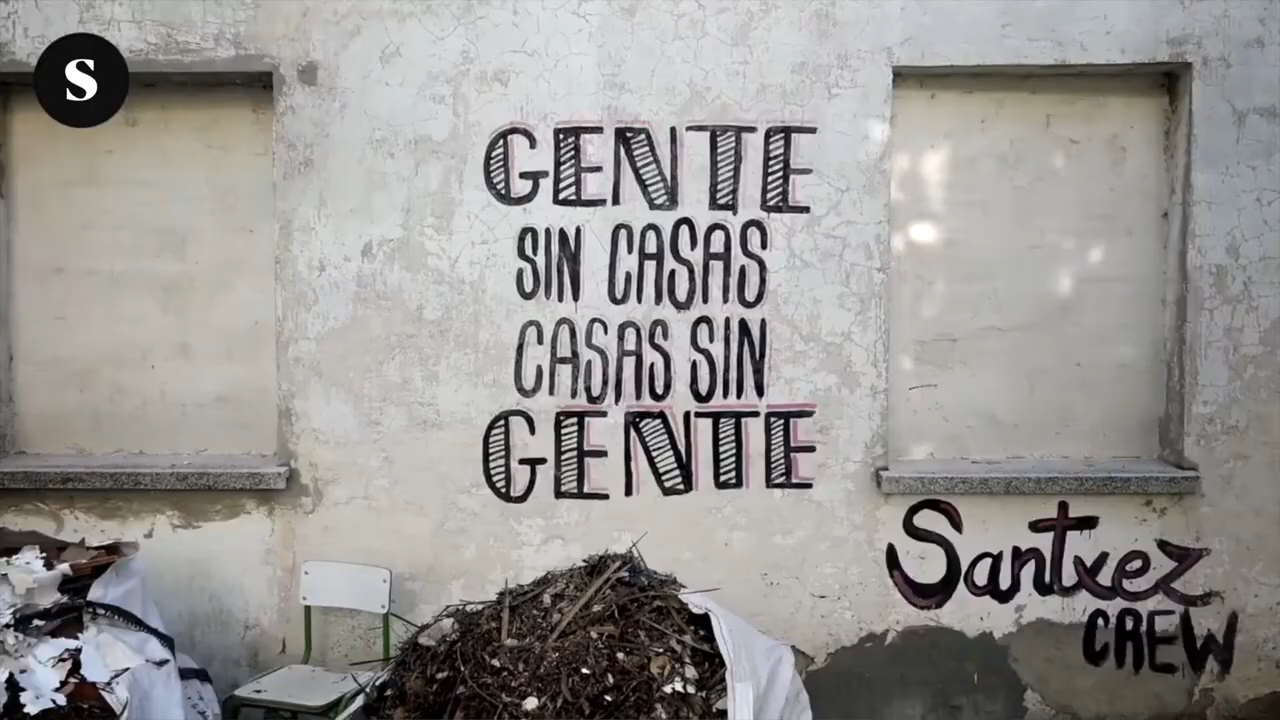 S
GENTE
SIN CASAS
CASAS SIN
GENTE
Santxez
CREW